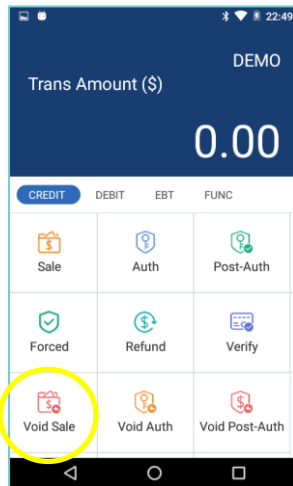 22:49
DEMO
Trans Amount ($)
0.00
CREDIT DEBIT EBT FUNC
Sale Auth Post-Auth
Forced Refund Verify
Void Sale Void Auth Void Post-Auth